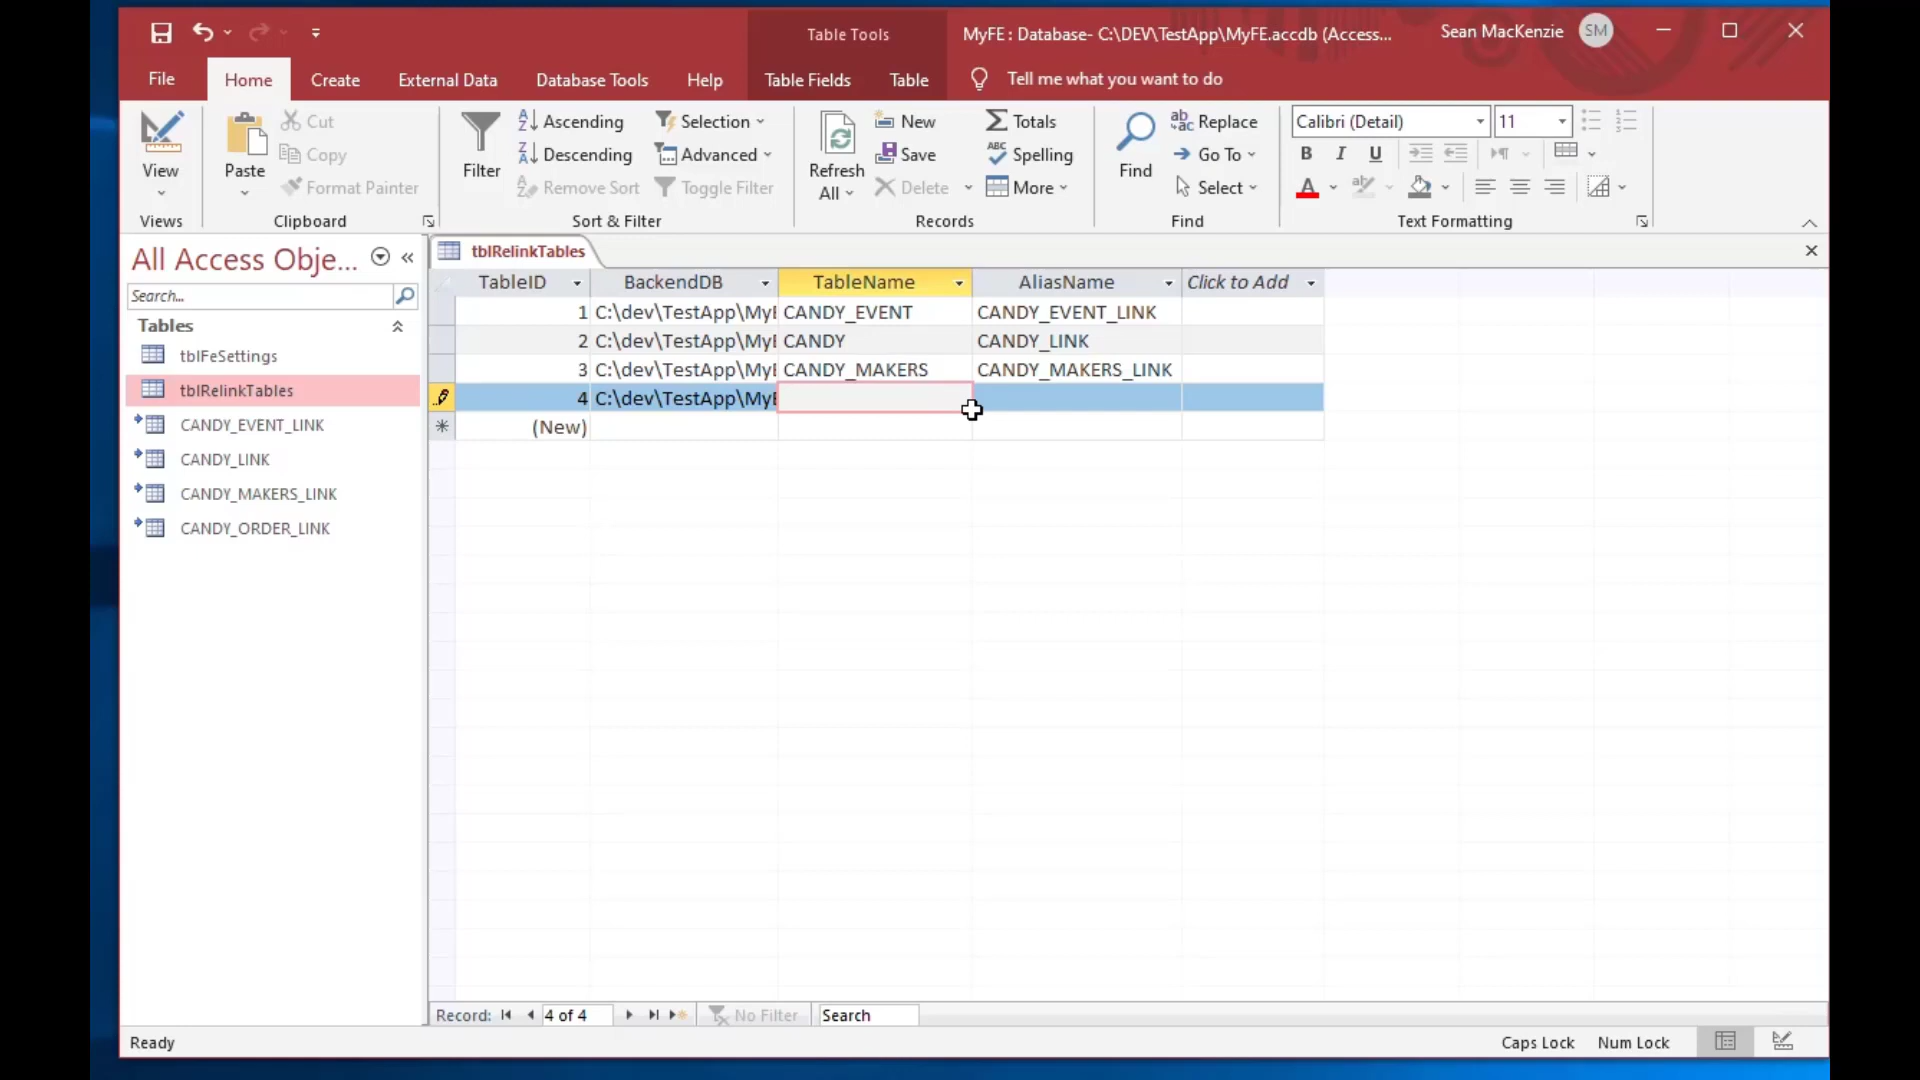 Table Tools
MyFE : Database- C:\DEV\TestApp\MyFE.accdb (Access...
Sean MacKenzie
SM
File
Home
Create
External Data
Database Tools
Help
Table Fields
Table
Tell me what you want to do
View
Views
Paste
Cut
Copy
Format Painter
Clipboard
Filter
Ascending
Descending
Remove Sort
Selection
Advanced
Toggle Filter
Sort & Filter
Refresh
All
New
Save
Delete
Totals
Spelling
More
Records
Find
Replace
Go To
Select
Find
Calibri (Detail)
11
B I U
A
Text Formatting
All Access Obje...
Search...
Tables
tblFeSettings
tblRelinkTables
CANDY_EVENT_LINK
CANDY_LINK
CANDY_MAKERS_LINK
CANDY_ORDER_LINK
tblRelinkTables
TableID BackendDB TableName AliasName Click to Add
1 C:\dev\TestApp\MyE CANDY_EVENT CANDY_EVENT_LINK
2 C:\dev\TestApp\MyE CANDY CANDY_LINK
3 C:\dev\TestApp\MyE CANDY_MAKERS CANDY_MAKERS_LINK
4 C:\dev\TestApp\MyE
(New)
Record: 4 of 4 No Filter Search
Ready
Caps Lock Num Lock